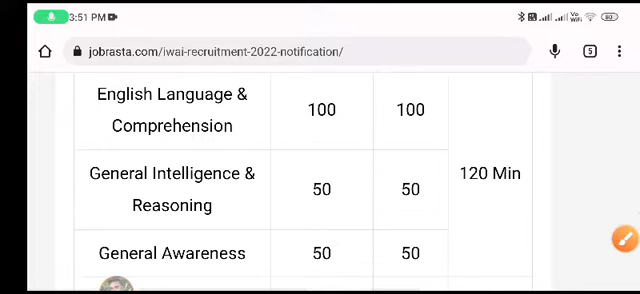 3:51 PM
82
jobrasta.com/iwai-recruitment-2022-notification/
5
English Language &
Comprehension
100
100
General Intelligence &
Reasoning
50
50
120 Min
General Awareness
50
50